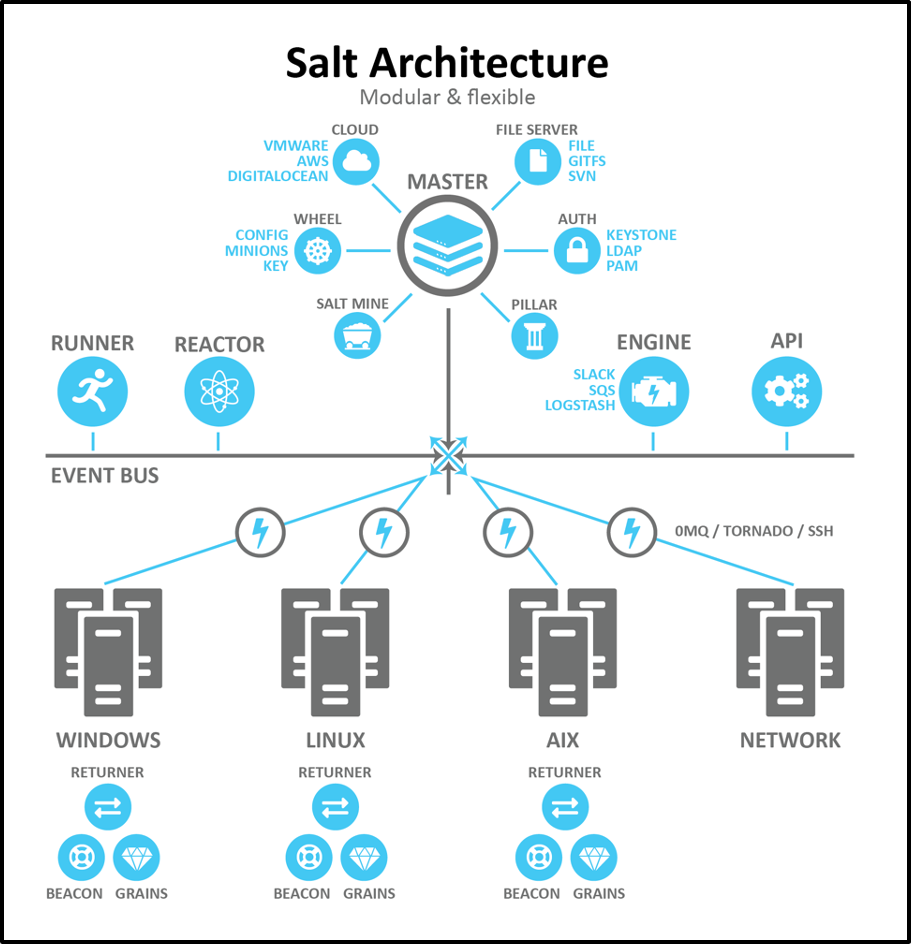 Salt Architecture
Modular & flexible
CLOUD
VMWARE
AWS
DIGITALOCEAN
FILE SERVER
FILE
GITFS
SVN
MASTER
WHEEL
CONFIG
MINIONS
KEY
AUTH
KEYSTONE
LDAP
PAM
SALT MINE
PILLAR
RUNNER
REACTOR
ENGINE
SLACK
SQS
LOGSTASH
API
EVENT BUS
0MQ / TORNADO / SSH
WINDOWS
LINUX
AIX
NETWORK
RETURNER
RETURNER
RETURNER
BEACON
GRAINS
BEACON
GRAINS
BEACON
GRAINS